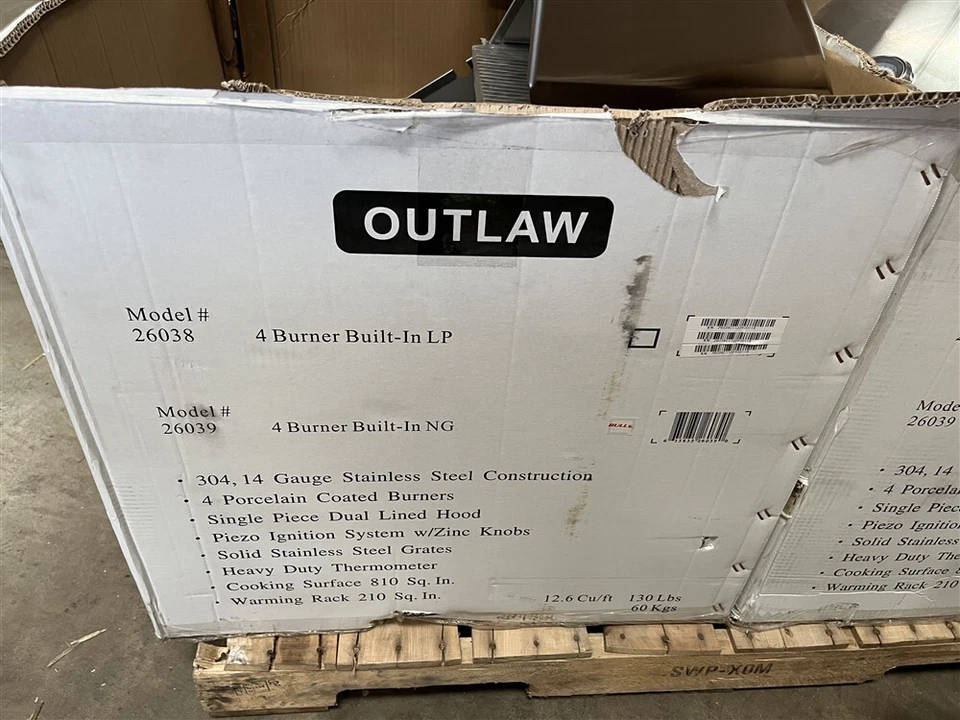 OUTLAW
Model #
26038 4 Burner Built-In LP
Model #
26039 4 Burner Built-In NG
BULL
· 304, 14 Gauge Stainless Steel Construction
· 4 Porcelain Coated Burners
· Single Piece Dual Lined Hood
· Piezo Ignition System w/Zinc Knobs
· Solid Stainless Steel Grates
· Heavy Duty Thermometer
· Cooking Surface 810 Sq. In.
· Warming Rack 210 Sq. In.
12.6 Cu/ft 130 Lbs
60 Kgs
Mode
26039
· 304, 14
· 4 Porcela
· Single Piec
· Piezo Ignitio
· Solid Stainless
· Heavy Duty The
· Cooking Surface 8
· Warming Rack 210